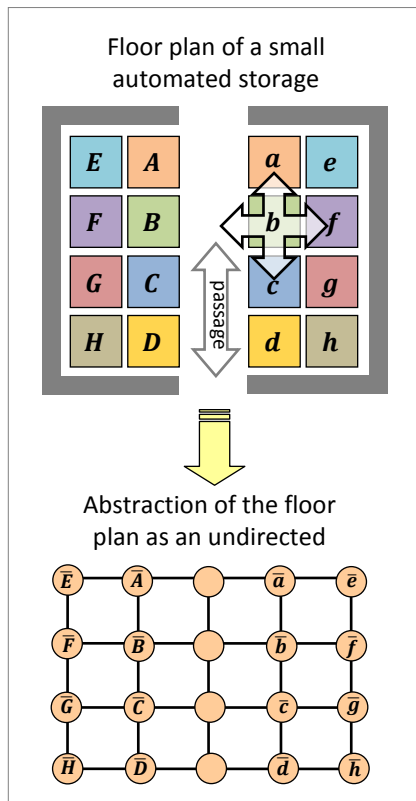 Floor plan of a small
automated storage
E A a e
F B b f
G C c g
H D d h
passage
Abstraction of the floor
plan as an undirected
E̅ A̅ a̅ e̅
F̅ B̅ b̅ f̅
G̅ C̅ c̅ g̅
H̅ D̅ d̅ h̅